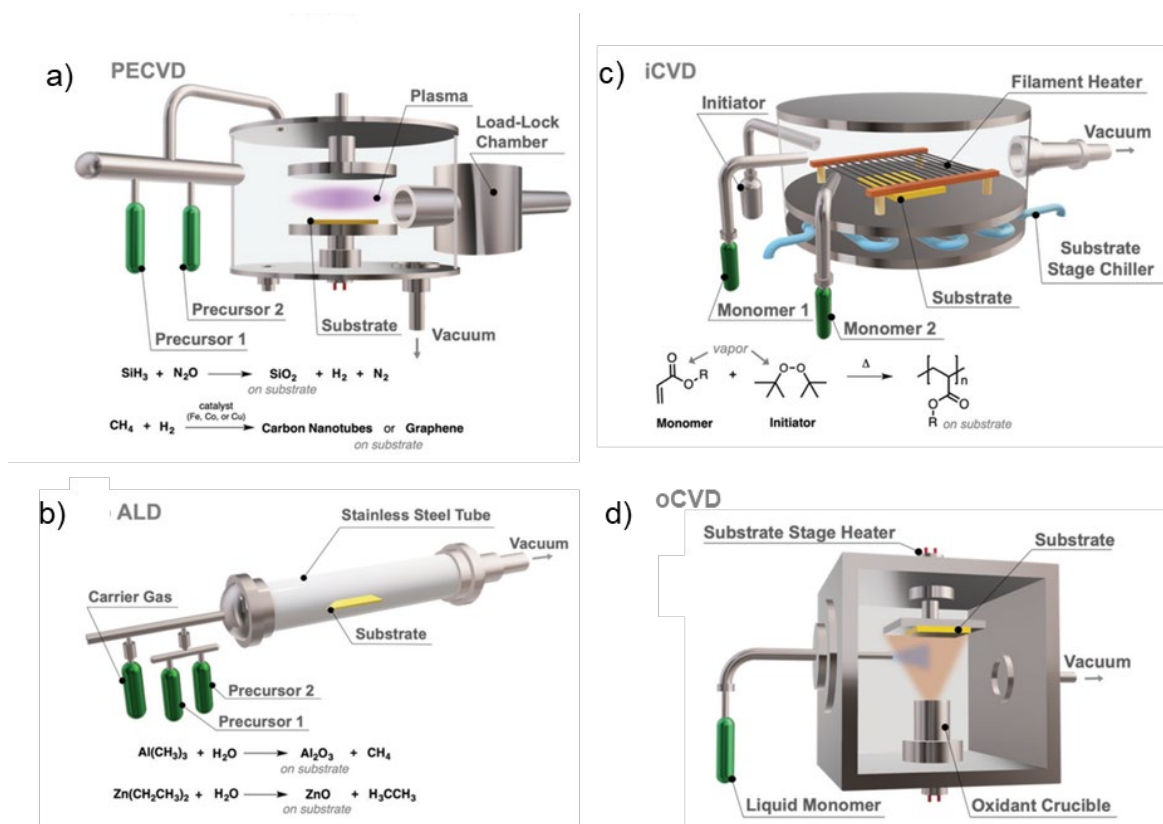 a)
PECVD
Plasma
Load-Lock
Chamber
Precursor 2
Precursor 1
Substrate
Vacuum
SiH3 + N2O → SiO2 + H2 + N2
on substrate
catalyst
(Fe, Co, or Cu)
CH4 + H2 → Carbon Nanotubes or Graphene
on substrate
c)
iCVD
Filament Heater
Initiator
Vacuum
Substrate
Stage Chiller
Substrate
Monomer 1
Monomer 2
vapor
O
O R
+
O-O
Δ
n
O
O
R
on substrate
Monomer
Initiator
b)
ALD
Stainless Steel Tube
Vacuum
Carrier Gas
Substrate
Precursor 2
Precursor 1
Al(CH3)3 + H2O → Al2O3 + CH4
on substrate
Zn(CH2CH3)2 + H2O → ZnO + H3CCH3
on substrate
d)
oCVD
Substrate Stage Heater
Substrate
Vacuum
Liquid Monomer
Oxidant Crucible